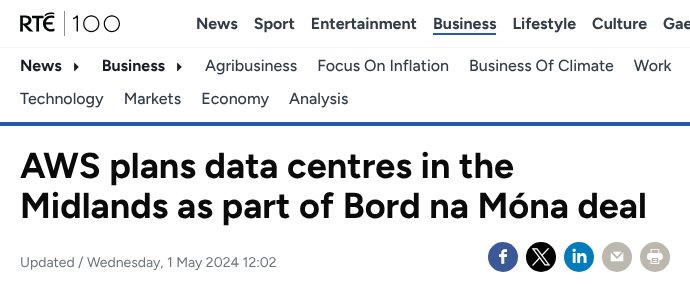 RTÉ 100 News Sport Entertainment Business Lifestyle Culture Gae
News Business Agribusiness Focus On Inflation Business Of Climate Work
Technology Markets Economy Analysis
AWS plans data centres in the
Midlands as part of Bord na Móna deal
Updated / Wednesday, 1 May 2024 12:02